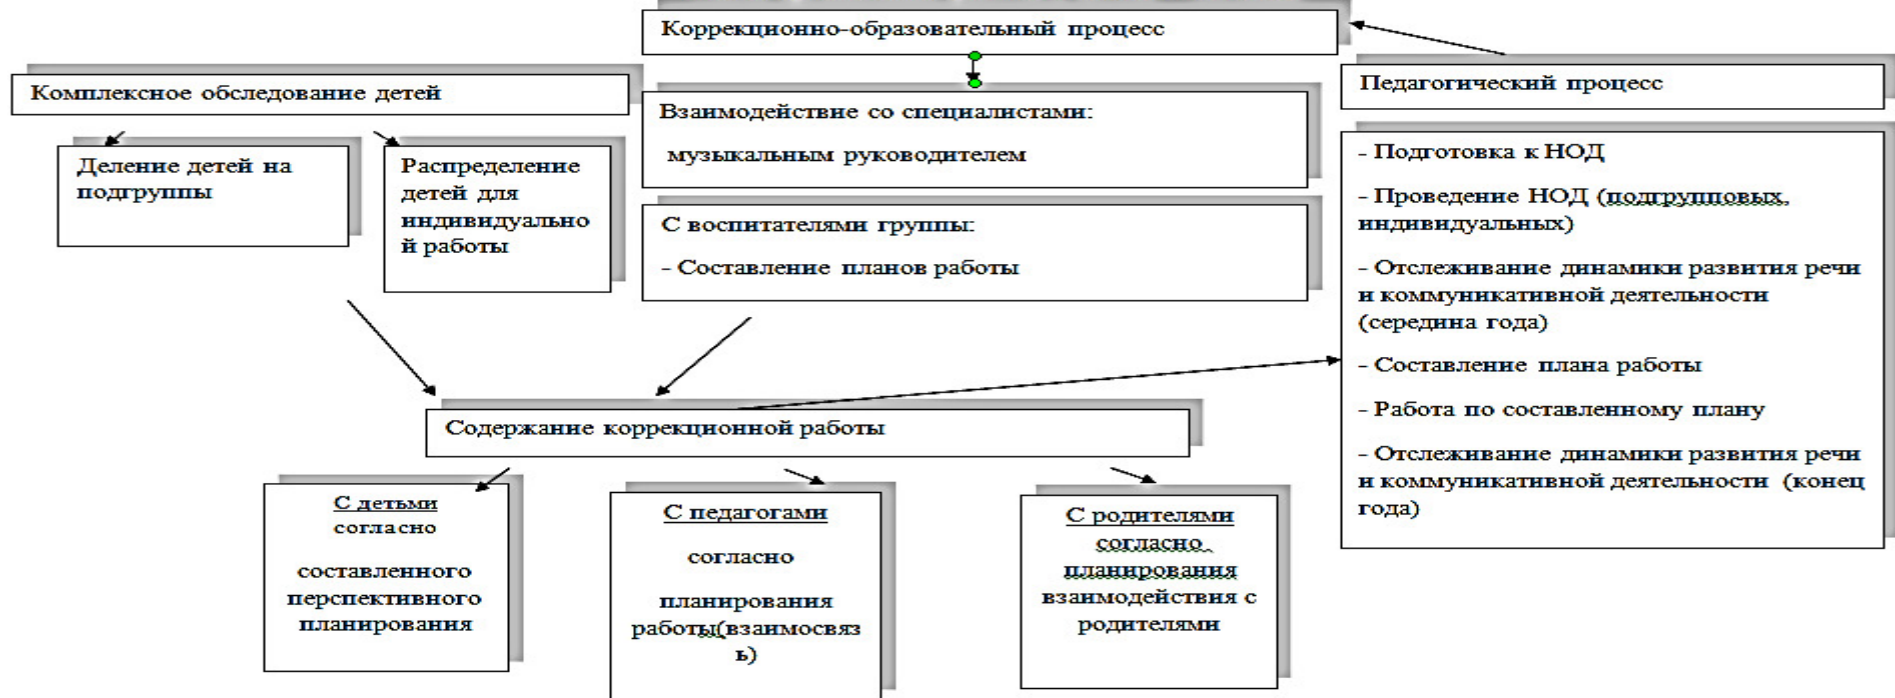 Коррекционно-образовательный процесс
Комплексное обследование детей
Педагогический процесс
Деление детей на
подгруппы
Распределение
детей для
индивидуально
й работы
Взаимодействие со специалистами:
музыкальным руководителем
С воспитателями группы:
- Составление планов работы
- Подготовка к НОД
- Проведение НОД (подгрупповых,
индивидуальных)
- Отслеживание динамики развития речи
и коммуникативной деятельности
(середина года)
- Составление плана работы
- Работа по составленному плану
- Отслеживание динамики развития речи
и коммуникативной деятельности (конец
года)
Содержание коррекционной работы
С детьми
согласно
составленного
перспективного
планирования
С педагогами
согласно
планирования
работы(взаимосвяз
ь)
С родителями
согласно
планирования
взаимодействия с
родителями